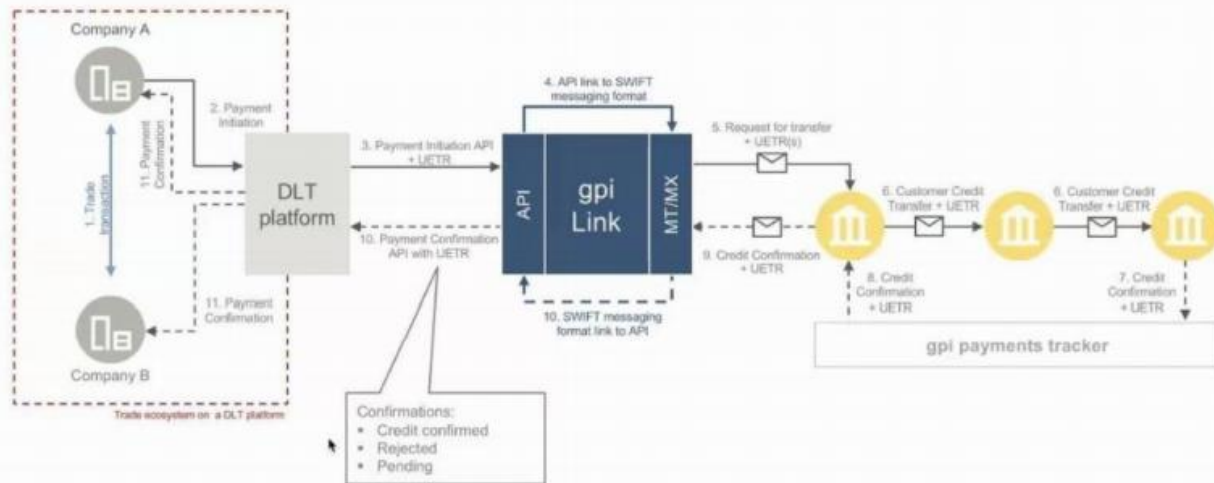 Company A
2. Payment
Initiation
11. Payment
Confirmation
1. Trade
transaction
DLT
platform
11. Payment
Confirmation
Company B
Trade ecosystem on a DLT platform
3. Payment Initiation API
+ UETR
10. Payment Confirmation
API with UETR
4. API link to SWIFT
messaging format
API
gpi
Link
MT/MX
10. SWIFT messaging
format link to API
5. Request for transfer
+ UETR(s)
9. Credit Confirmation
+ UETR
6. Customer Credit
Transfer + UETR
6. Customer Credit
Transfer + UETR
8. Credit
Confirmation
+ UETR
7. Credit
Confirmation
+ UETR
gpi payments tracker
Confirmations:
▪ Credit confirmed
▪ Rejected
▪ Pending